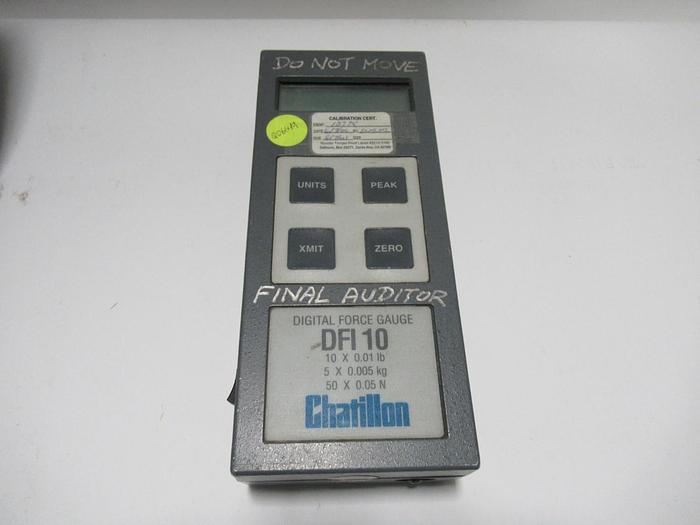 DO NOT MOVE
CALIBRATION CERT.
UNITS
PEAK
XMIT
ZERO
FINAL AUDITOR
DIGITAL FORCE GAUGE
DFI 10
10 X 0.01 lb
5 X 0.005 kg
50 X 0.05 N
Chatillon